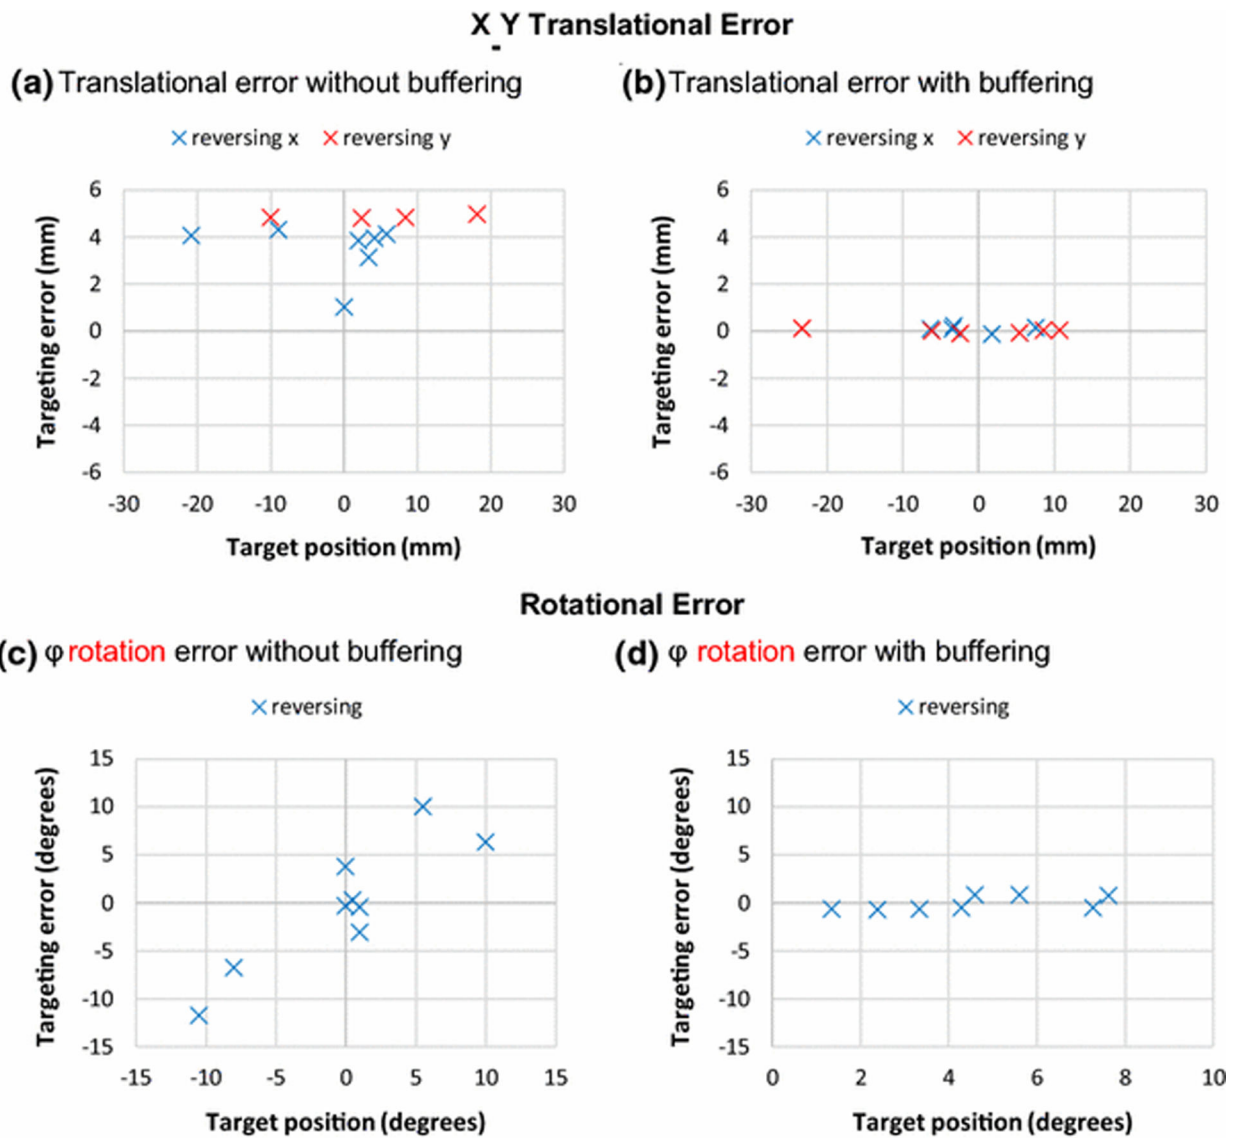 X_Y Translational Error
(a) Translational error without buffering
(b) Translational error with buffering
reversing x reversing y
reversing x reversing y
Targeting error (mm)
6
4
2
0
-2
-4
-6
-30 -20 -10 0 10 20 30
Target position (mm)
Targeting error (mm)
6
4
2
0
-2
-4
-6
-30 -20 -10 0 10 20 30
Target position (mm)
Rotational Error
(c) φ rotation error without buffering
(d) φ rotation error with buffering
reversing
reversing
Targeting error (degrees)
15
10
5
0
-5
-10
-15
-15 -10 -5 0 5 10 15
Target position (degrees)
Targeting error (degrees)
15
10
5
0
-5
-10
-15
0 2 4 6 8 10
Target position (degrees)